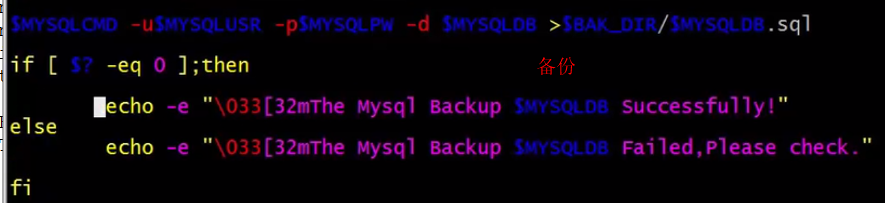 $MYSQLCMD -u$MYSQLUSR -p$MYSQLPW -d $MYSQLDB >$BAK_DIR/$MYSQLDB.sql
if [ $? -eq 0 ];then
备份
echo -e "\033[32mThe Mysql Backup $MYSQLDB Successfully!"
else
echo -e "\033[32mThe Mysql Backup $MYSQLDB Failed,Please check."
fi